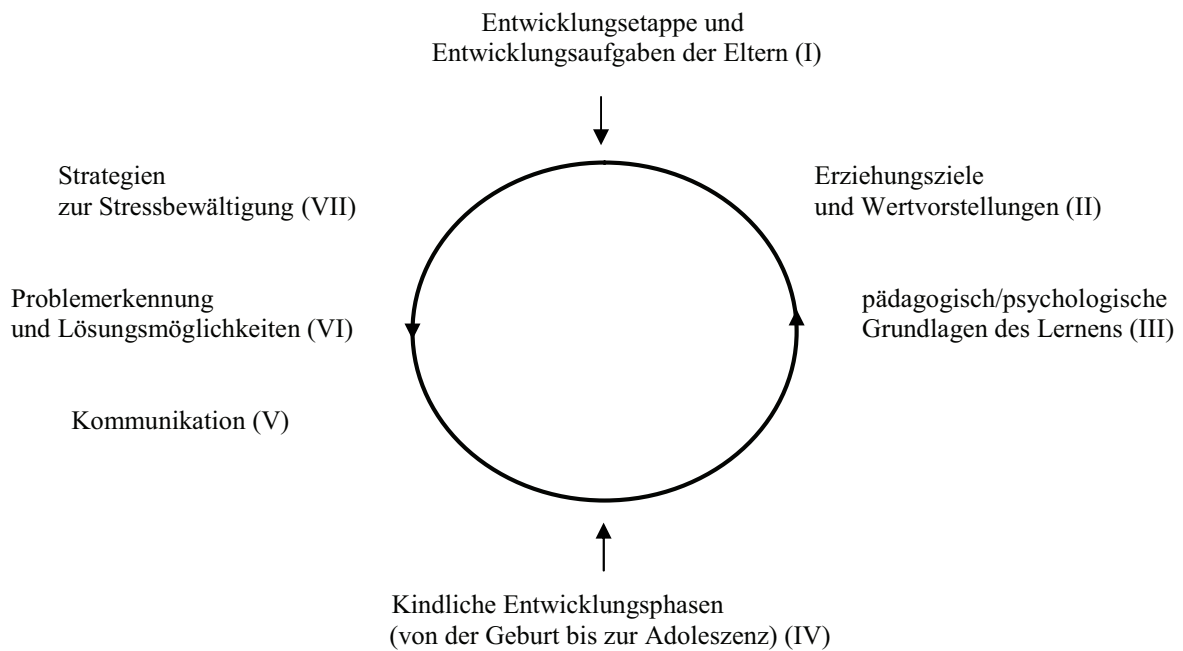 Entwicklungsetappe und
Entwicklungsaufgaben der Eltern (I)
Strategien
zur Stressbewältigung (VII)
Erziehungsziele
und Wertvorstellungen (II)
Problemerkennung
und Lösungsmöglichkeiten (VI)
pädagogisch/psychologische
Grundlagen des Lernens (III)
Kommunikation (V)
Kindliche Entwicklungsphasen
(von der Geburt bis zur Adoleszenz) (IV)